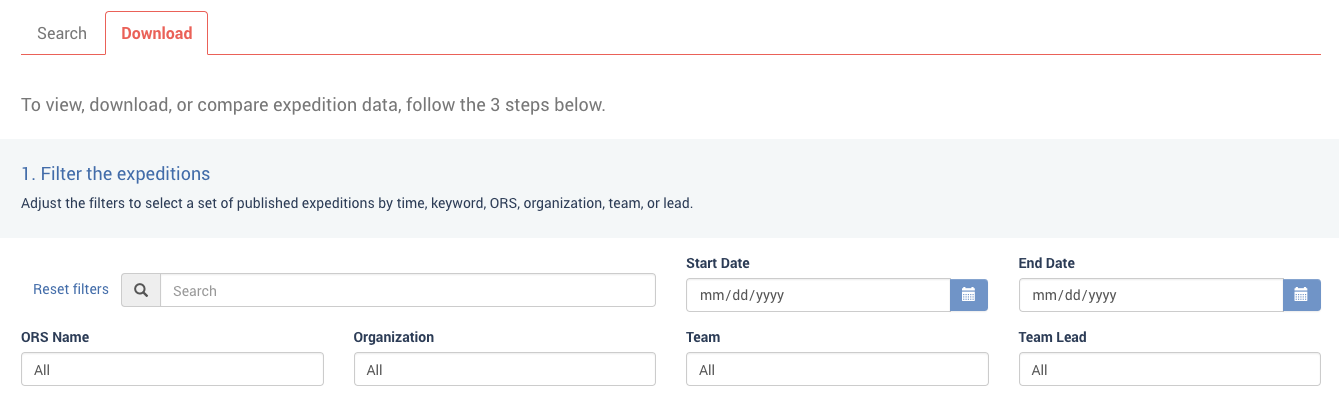 Search
Download
To view, download, or compare expedition data, follow the 3 steps below.
1. Filter the expeditions
Adjust the filters to select a set of published expeditions by time, keyword, ORS, organization, team, or lead.
Reset filters
Search
Start Date
mm/dd/yyyy
End Date
mm/dd/yyyy
ORS Name
All
Organization
All
Team
All
Team Lead
All